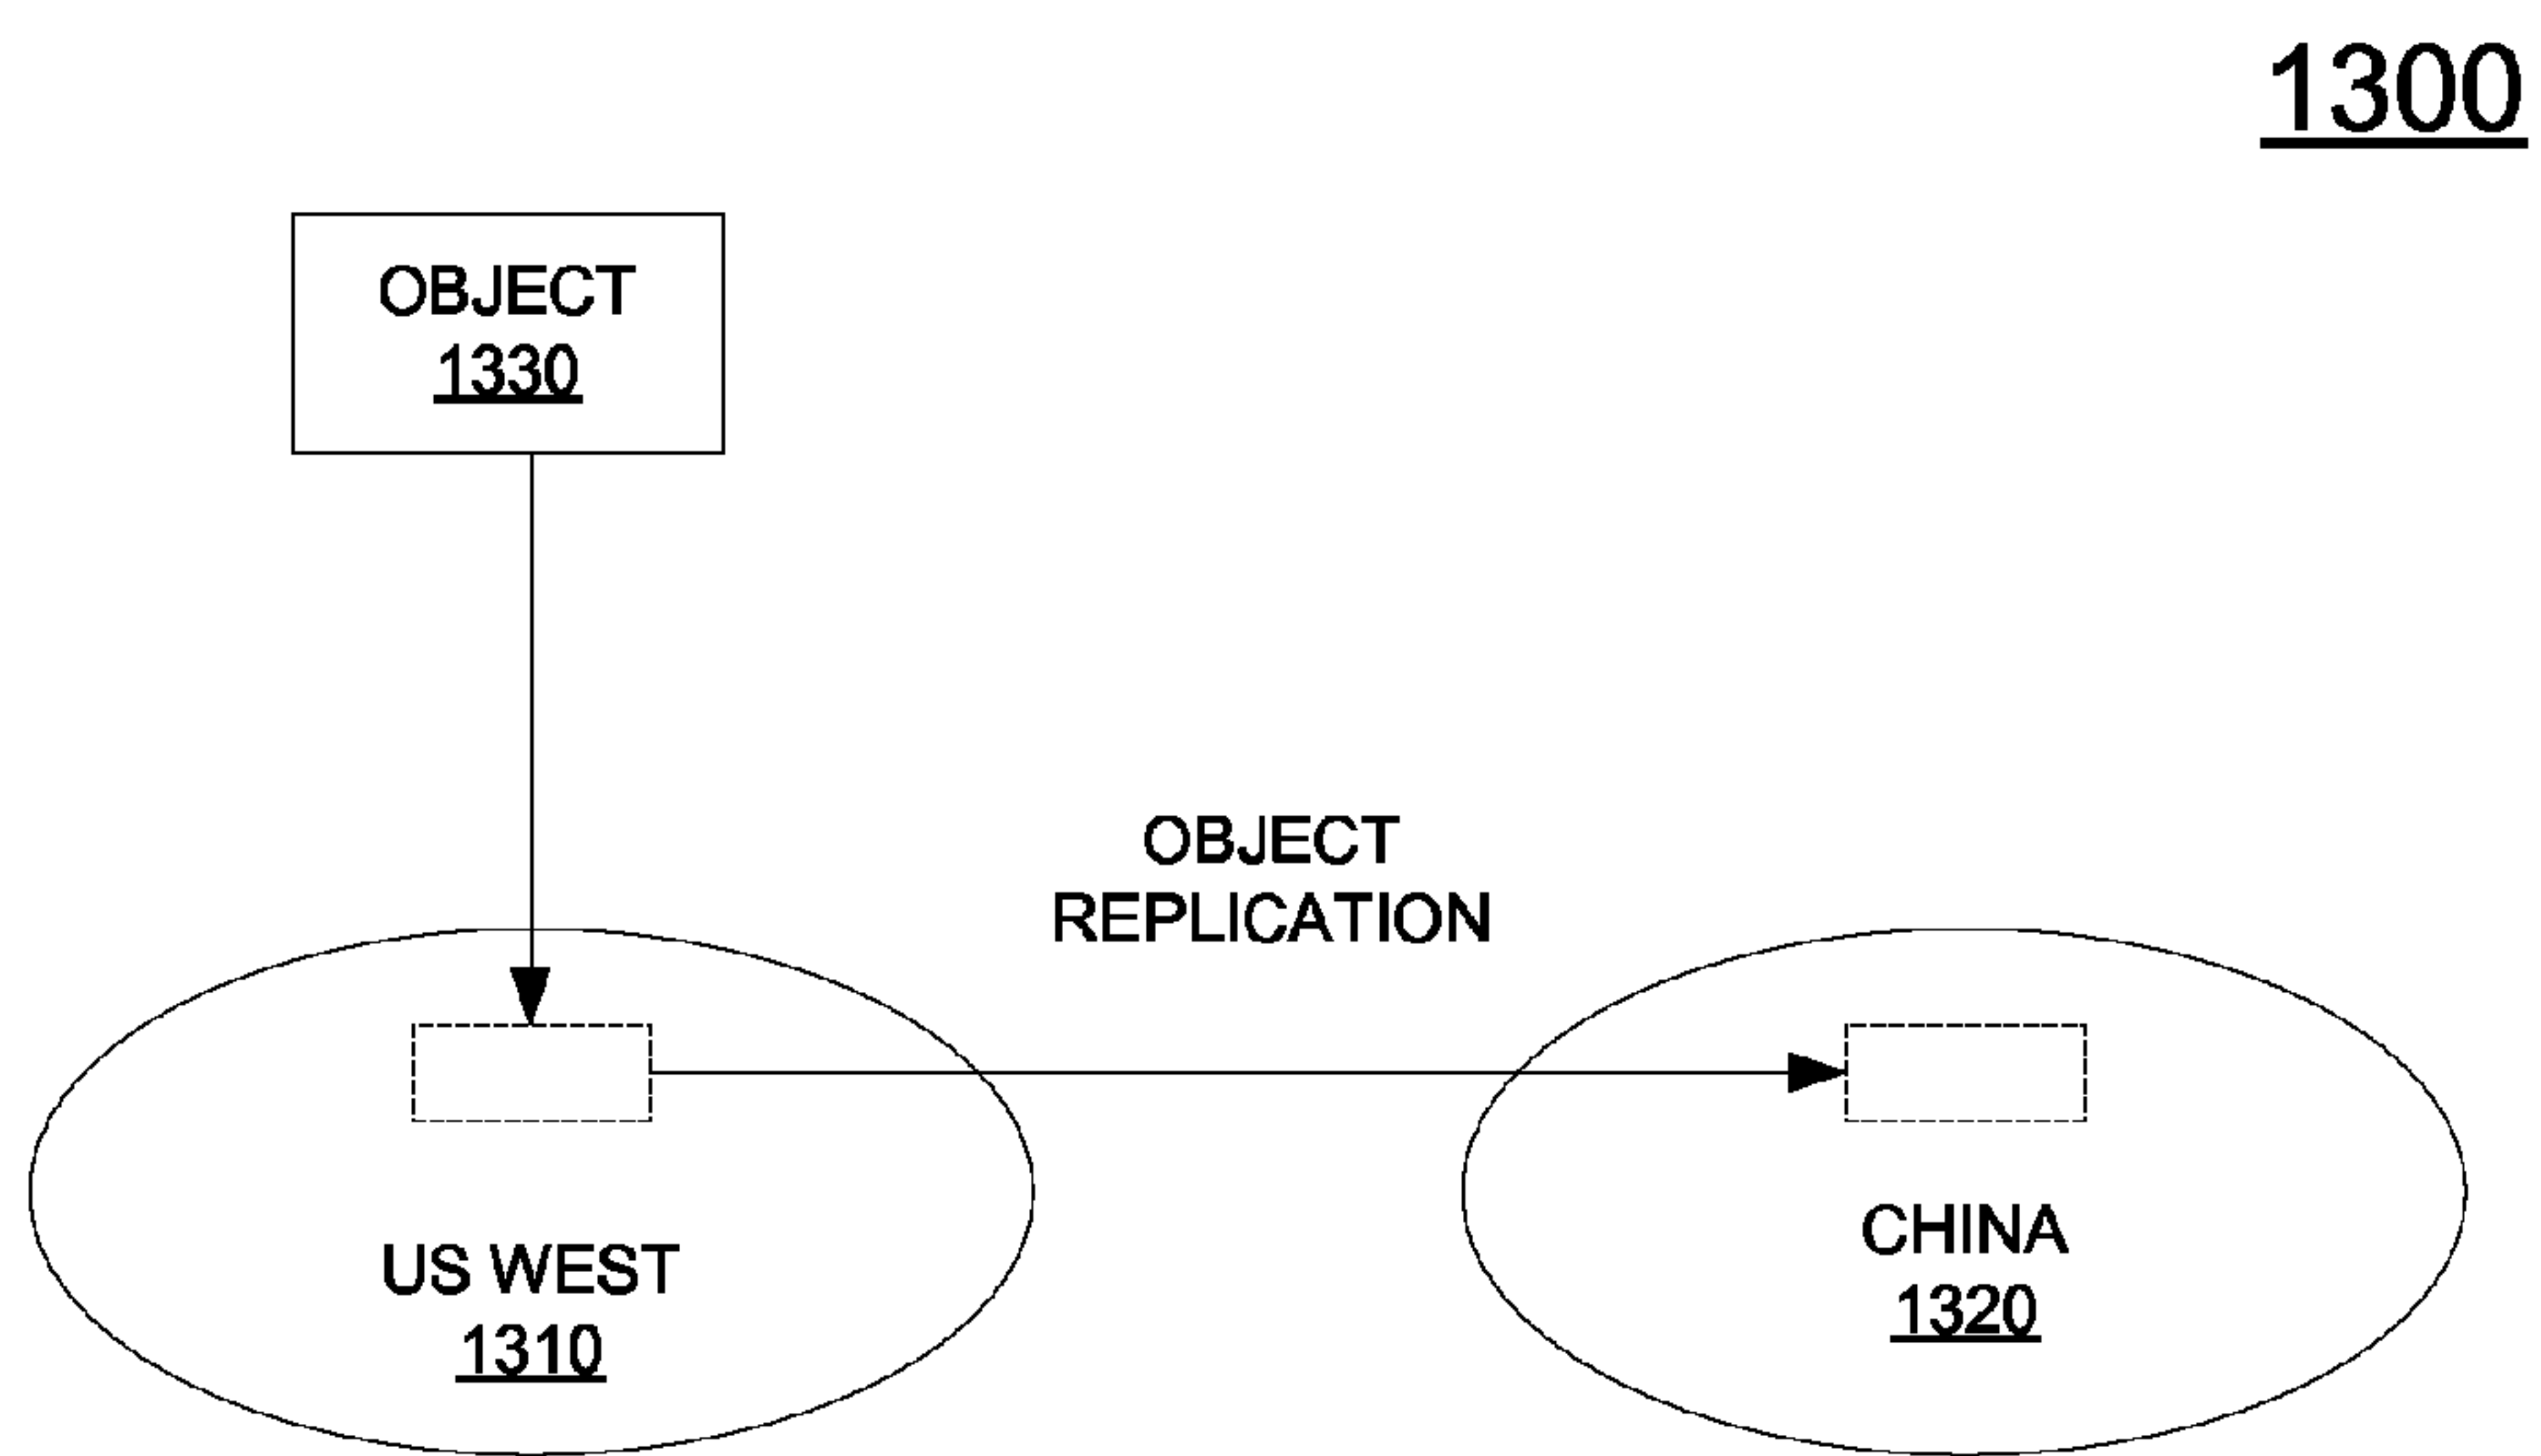 1300
OBJECT
1330
OBJECT
REPLICATION
US WEST
1310
CHINA
1320